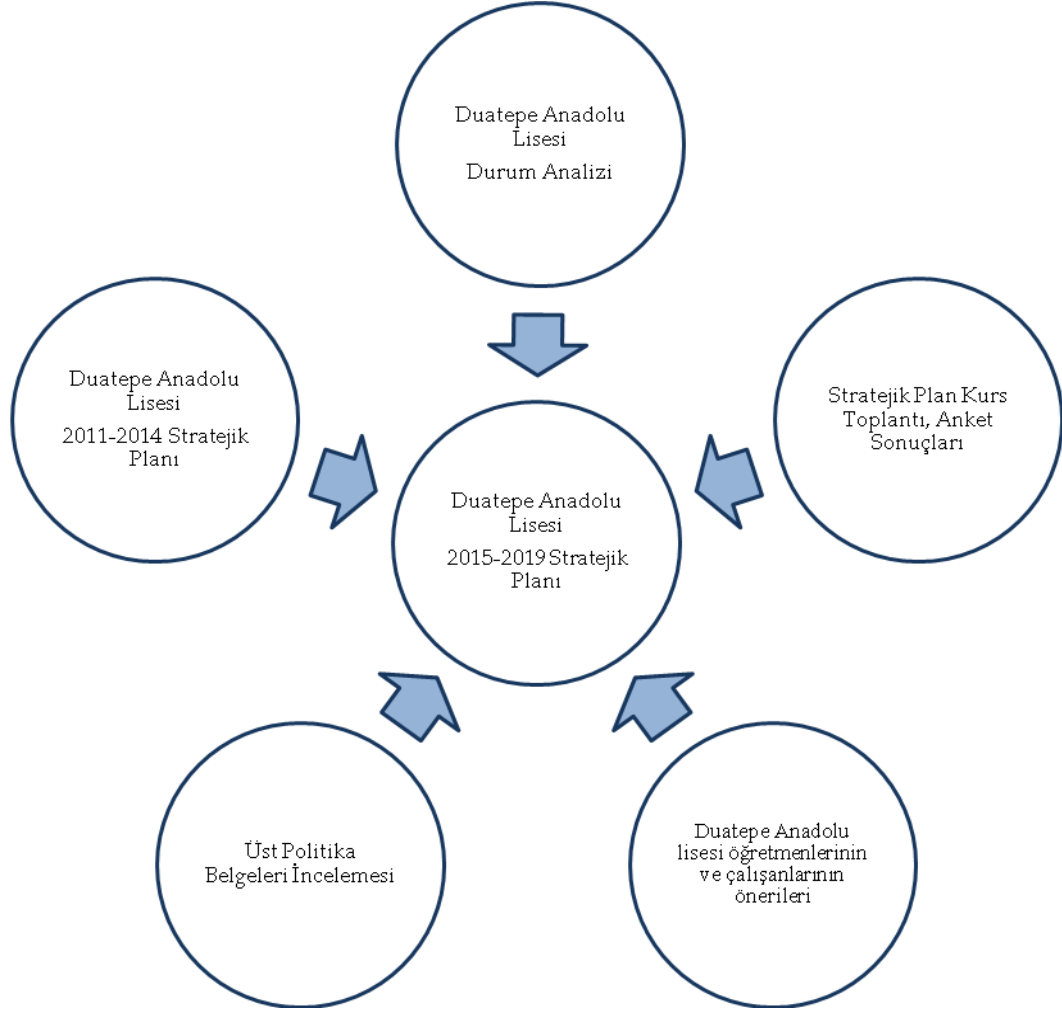 Duatepe Anadolu
Lisesi
Durum Analizi
Duatepe Anadolu
Lisesi
2011-2014 Stratejik
Planı
Stratejik Plan Kurs
Toplantı, Anket
Sonuçları
Duatepe Anadolu
Lisesi
2015-2019 Stratejik
Planı
Üst Politika
Belgeleri İncelemesi
Duatepe Anadolu
lisesi öğretmenlerinin
ve çalışanlarının
önerileri